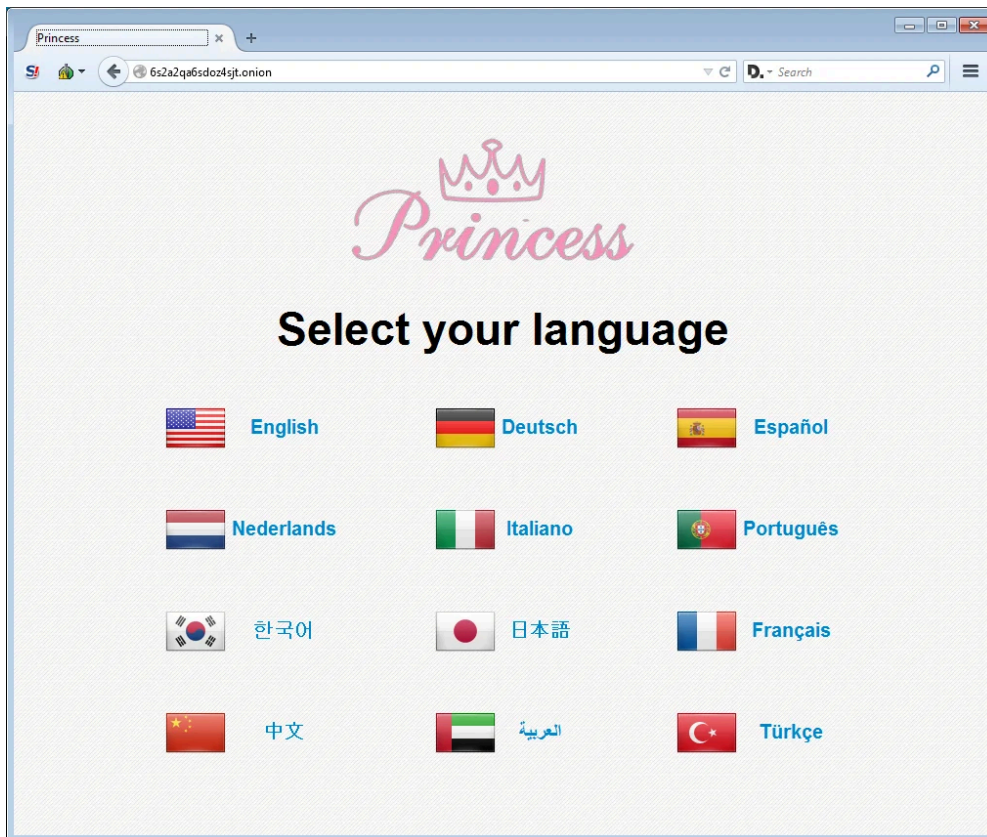 Princess
6s2a2qa6sdoz4sjt.onion
Search
Princess
Select your language
English Deutsch Español
Nederlands Italiano Português
한국어 日本語 Français
中文 العربية Türkçe